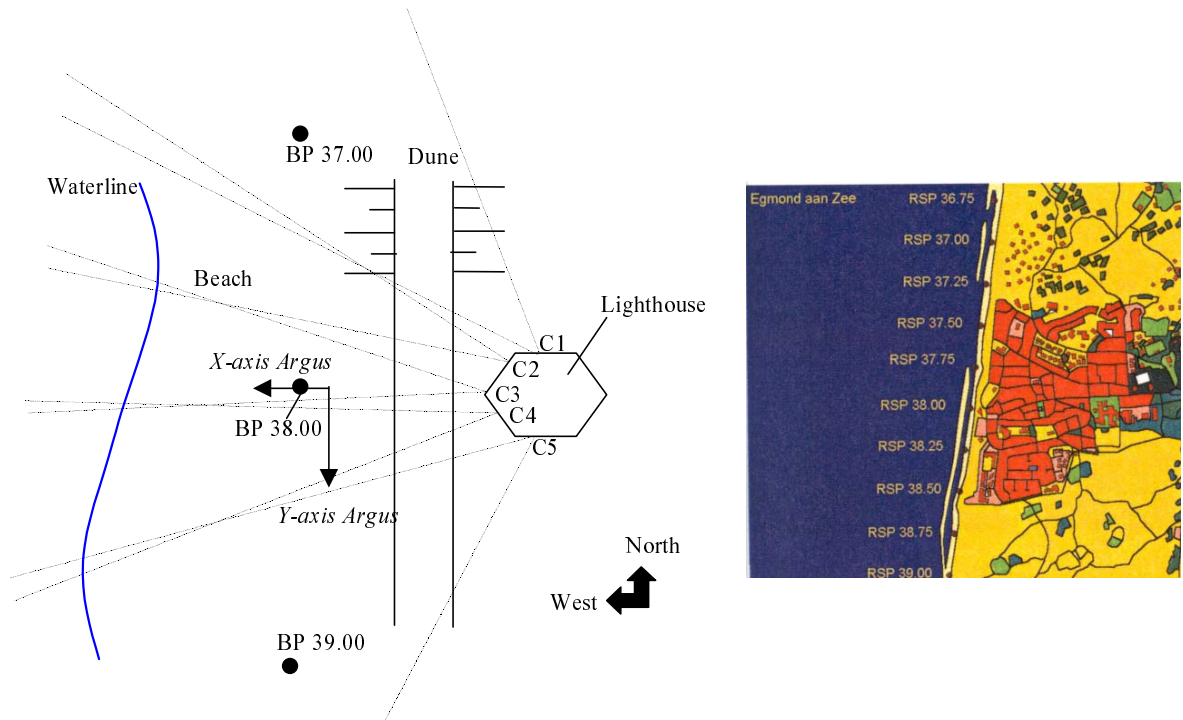 BP 37.00
Dune
Waterline
Beach
Lighthouse
C1
X-axis Argus
C2
C3
C4
BP 38.00
C5
Y-axis Argus
North
West
BP 39.00
Egmond aan Zee
RSP 36.75
RSP 37.00
RSP 37.25
RSP 37.50
RSP 37.75
RSP 38.00
RSP 38.25
RSP 38.50
RSP 38.75
RSP 39.00